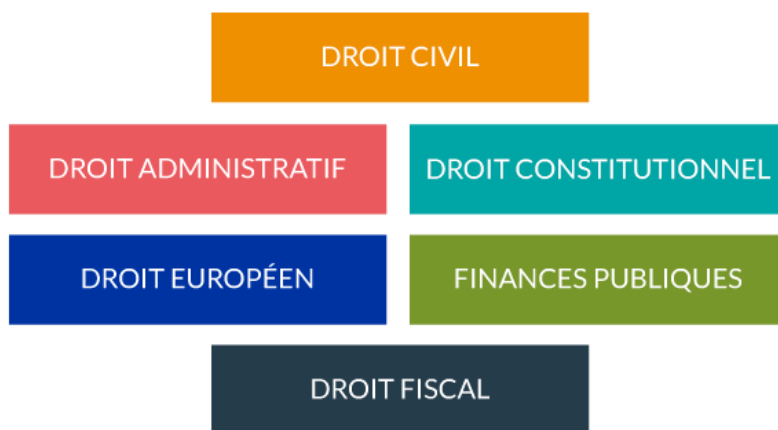 DROIT CIVIL
DROIT ADMINISTRATIF
DROIT CONSTITUTIONNEL
DROIT EUROPÉEN
FINANCES PUBLIQUES
DROIT FISCAL